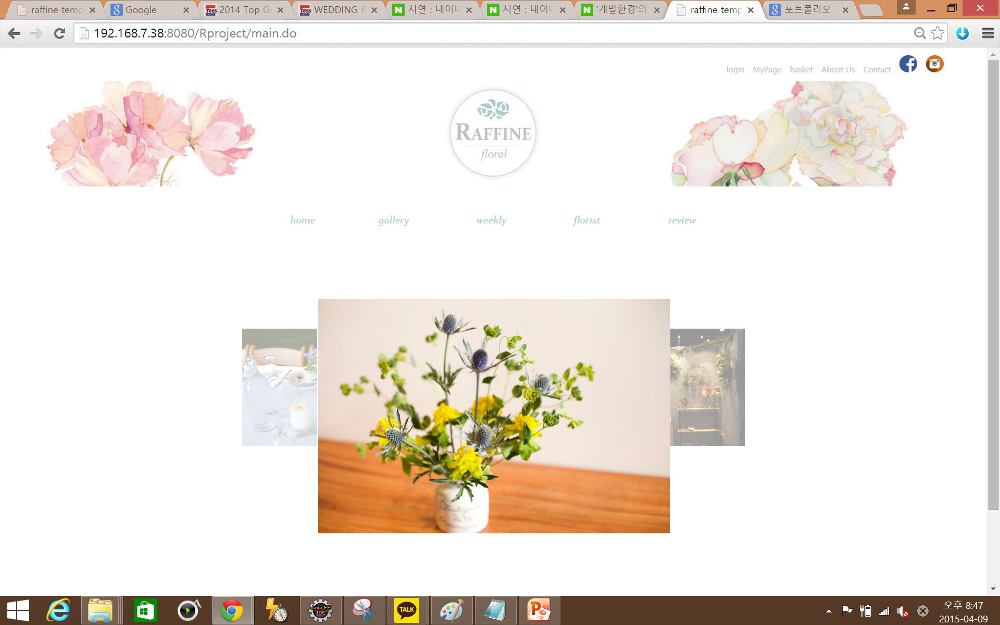 raffine temp
Google
2014 Top G
WEDDING F
시연 : 네이버
시연 : 네이버
'개발환경'의
raffine temp
포트폴리오
192.168.7.38:8080/Rproject/main.do
login MyPage basket About Us Contact
RAFFINE
floral
home gallery weekly florist review
Java EE
IDE
TALK
오후 8:47
2015-04-09